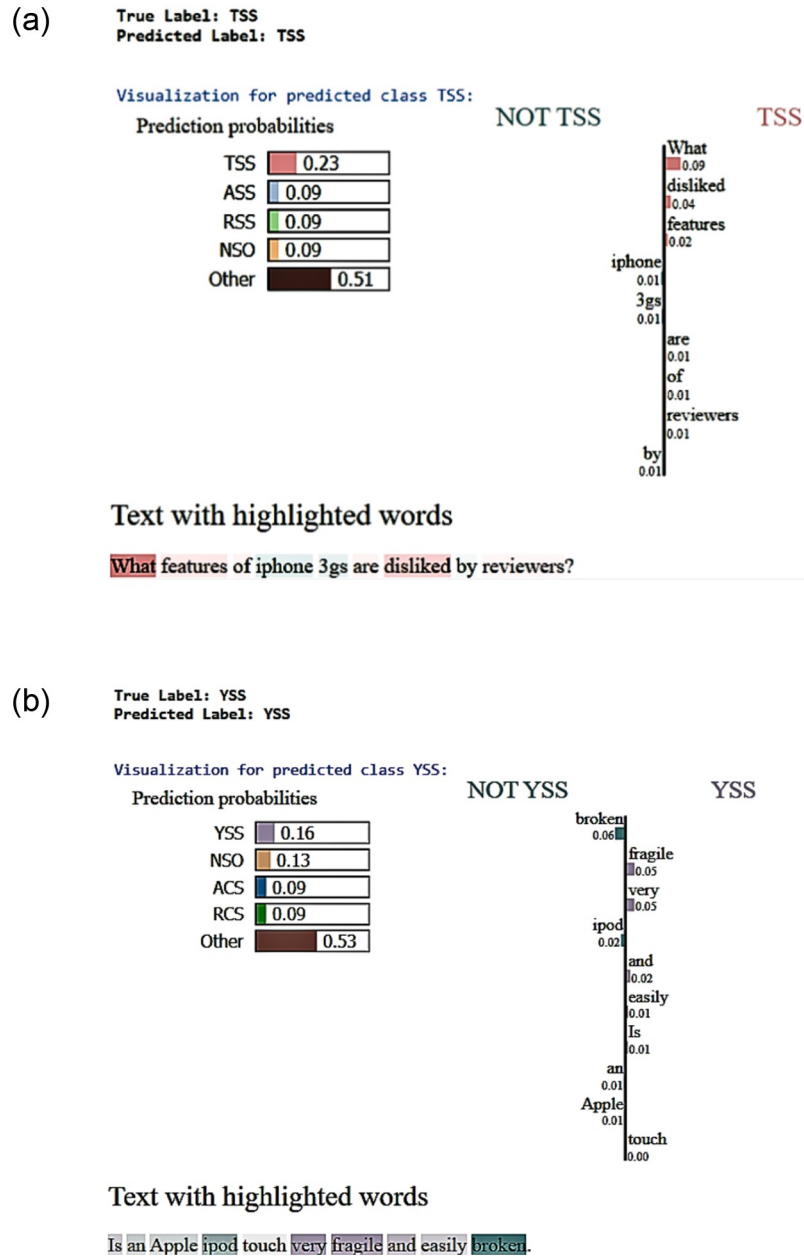 (a)
True Label: TSS
Predicted Label: TSS
Visualization for predicted class TSS:
Prediction probabilities
TSS 0.23
ASS 0.09
RSS 0.09
NSO 0.09
Other 0.51
NOT TSS TSS
What
0.09
disliked
0.04
features
0.02
iphone
0.01
3gs
0.01
are
0.01
of
0.01
reviewers
0.01
by
0.01
Text with highlighted words
What features of iphone 3gs are disliked by reviewers?
(b)
True Label: YSS
Predicted Label: YSS
Visualization for predicted class YSS:
Prediction probabilities
YSS 0.16
NSO 0.13
ACS 0.09
RCS 0.09
Other 0.53
NOT YSS YSS
broken
0.06
fragile
0.05
very
0.05
ipod
0.02
and
0.02
easily
0.01
Is
0.01
an
0.01
Apple
0.01
touch
0.00
Text with highlighted words
Is an Apple ipod touch very fragile and easily broken.